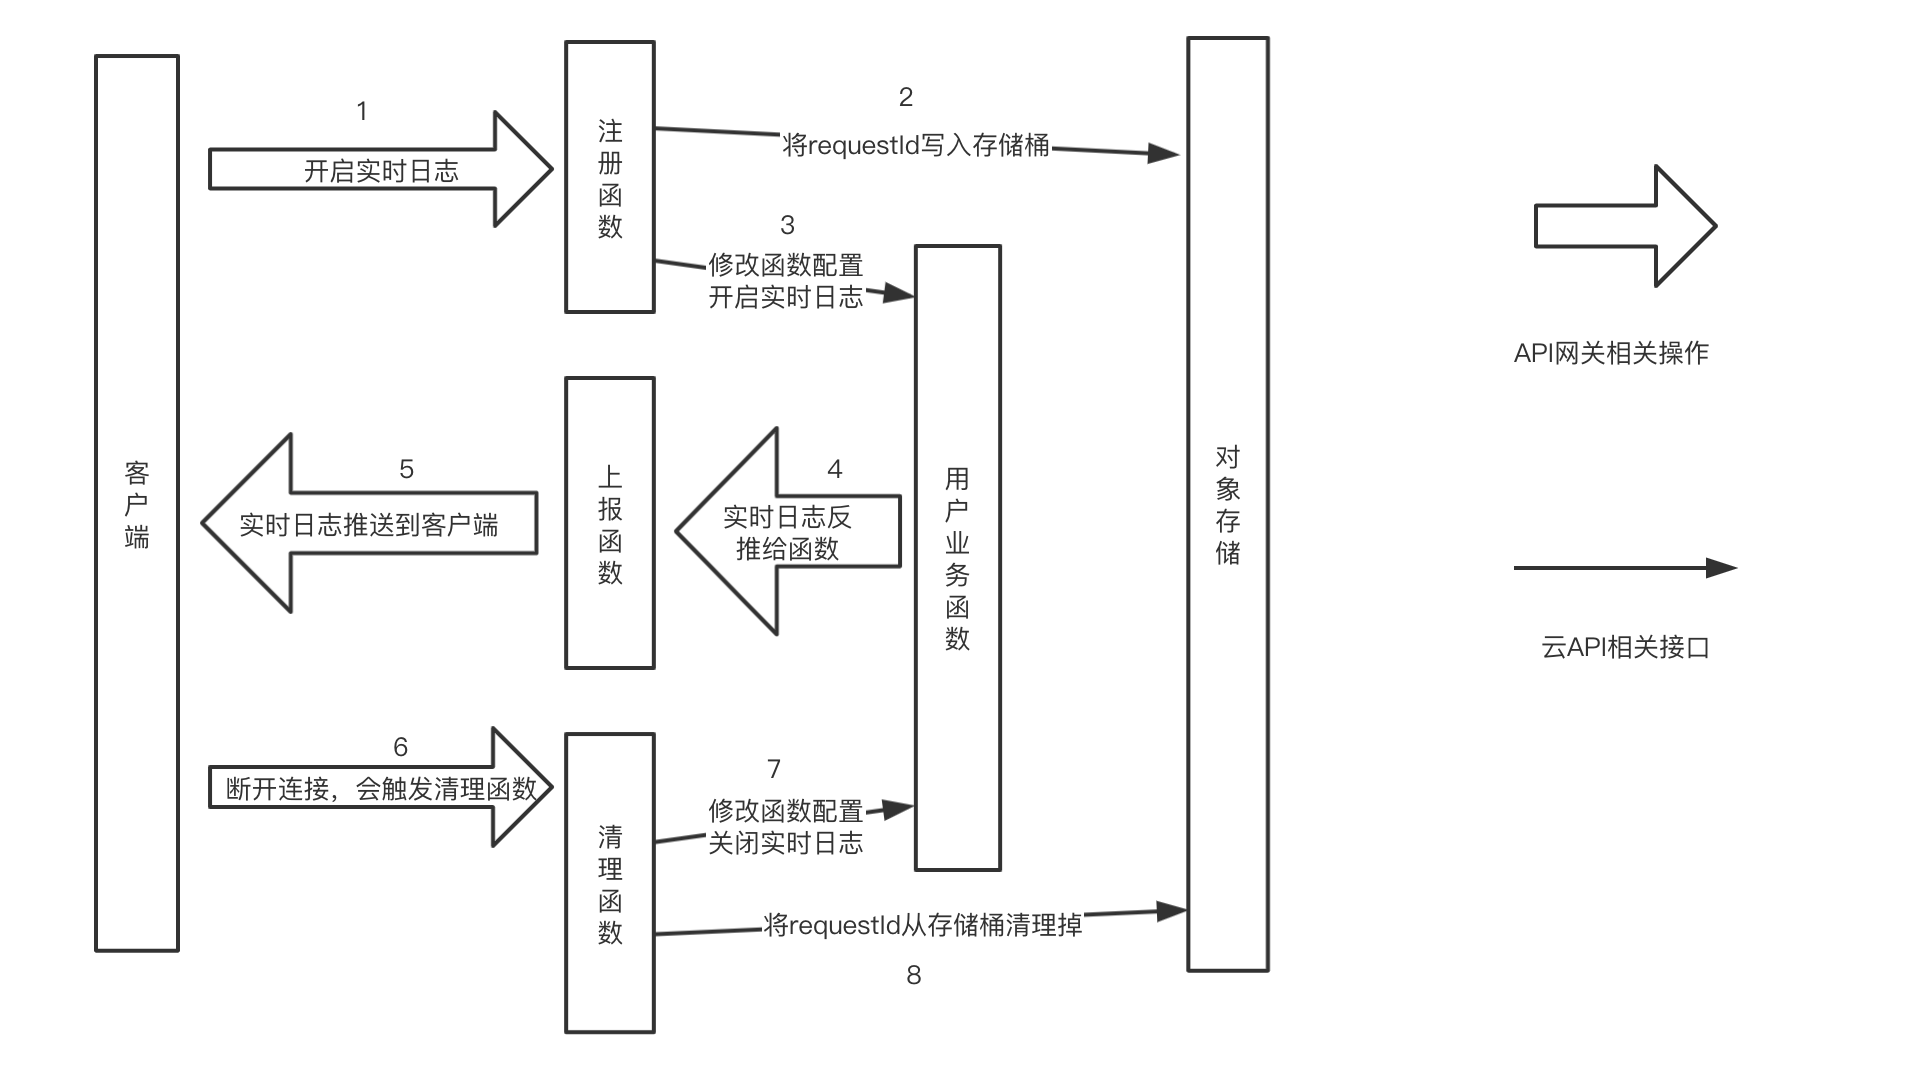 客户端
1
开启实时日志
注册函数
2
将requestId写入存储桶
3
修改函数配置
开启实时日志
上报函数
4
实时日志反
推给函数
5
实时日志推送到客户端
用户业务函数
对象存储
6
断开连接，会触发清理函数
清理函数
7
修改函数配置
关闭实时日志
将requestId从存储桶清理掉
8
API网关相关操作
云API相关接口